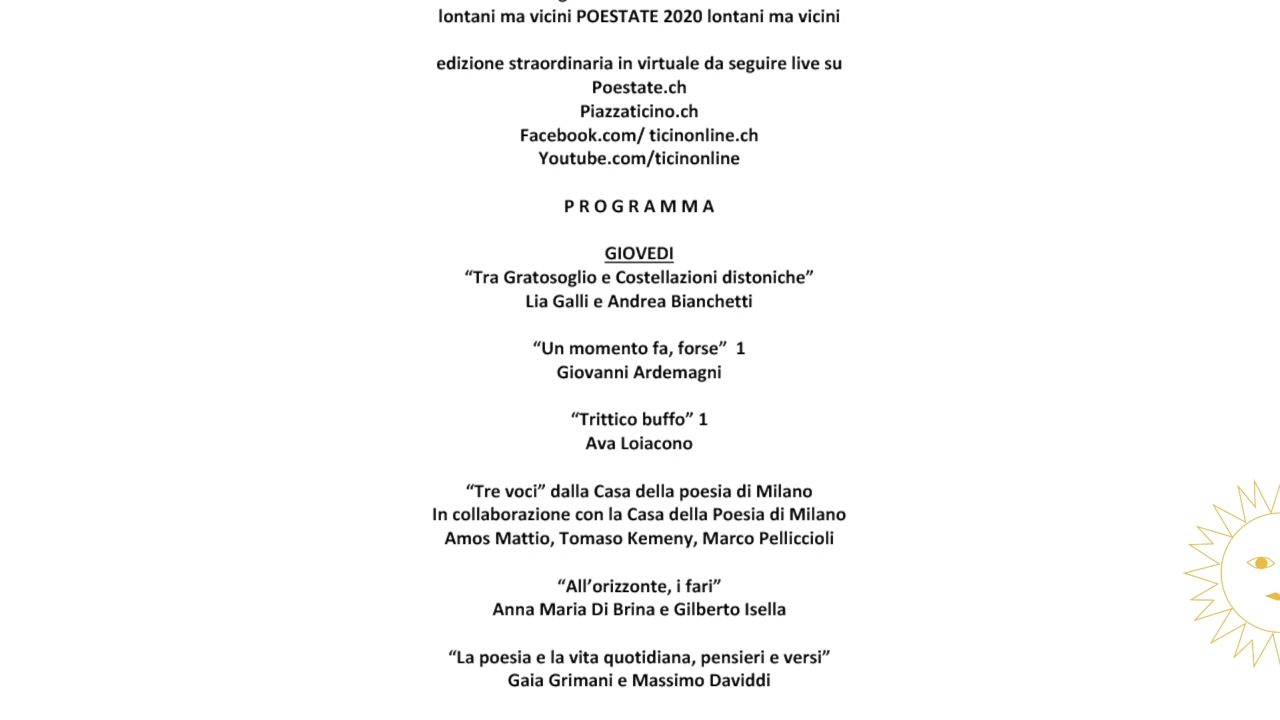 lontani ma vicini POESTATE 2020 lontani ma vicini
edizione straordinaria in virtuale da seguire live su
Poestate.ch
Piazzaticino.ch
Facebook.com/ ticinonline.ch
Youtube.com/ticinonline
P R O G R A M M A
GIOVEDI
“Tra Gratosoglio e Costellazioni distoniche”
Lia Galli e Andrea Bianchetti
“Un momento fa, forse”  1
Giovanni Ardemagni
“Trittico buffo” 1
Ava Loiacono
“Tre voci” dalla Casa della poesia di Milano
In collaborazione con la Casa della Poesia di Milano
Amos Mattio, Tomaso Kemeny, Marco Pelliccioli
“All’orizzonte, i fari”
Anna Maria Di Brina e Gilberto Isella
“La poesia e la vita quotidiana, pensieri e versi”
Gaia Grimani e Massimo Daviddi